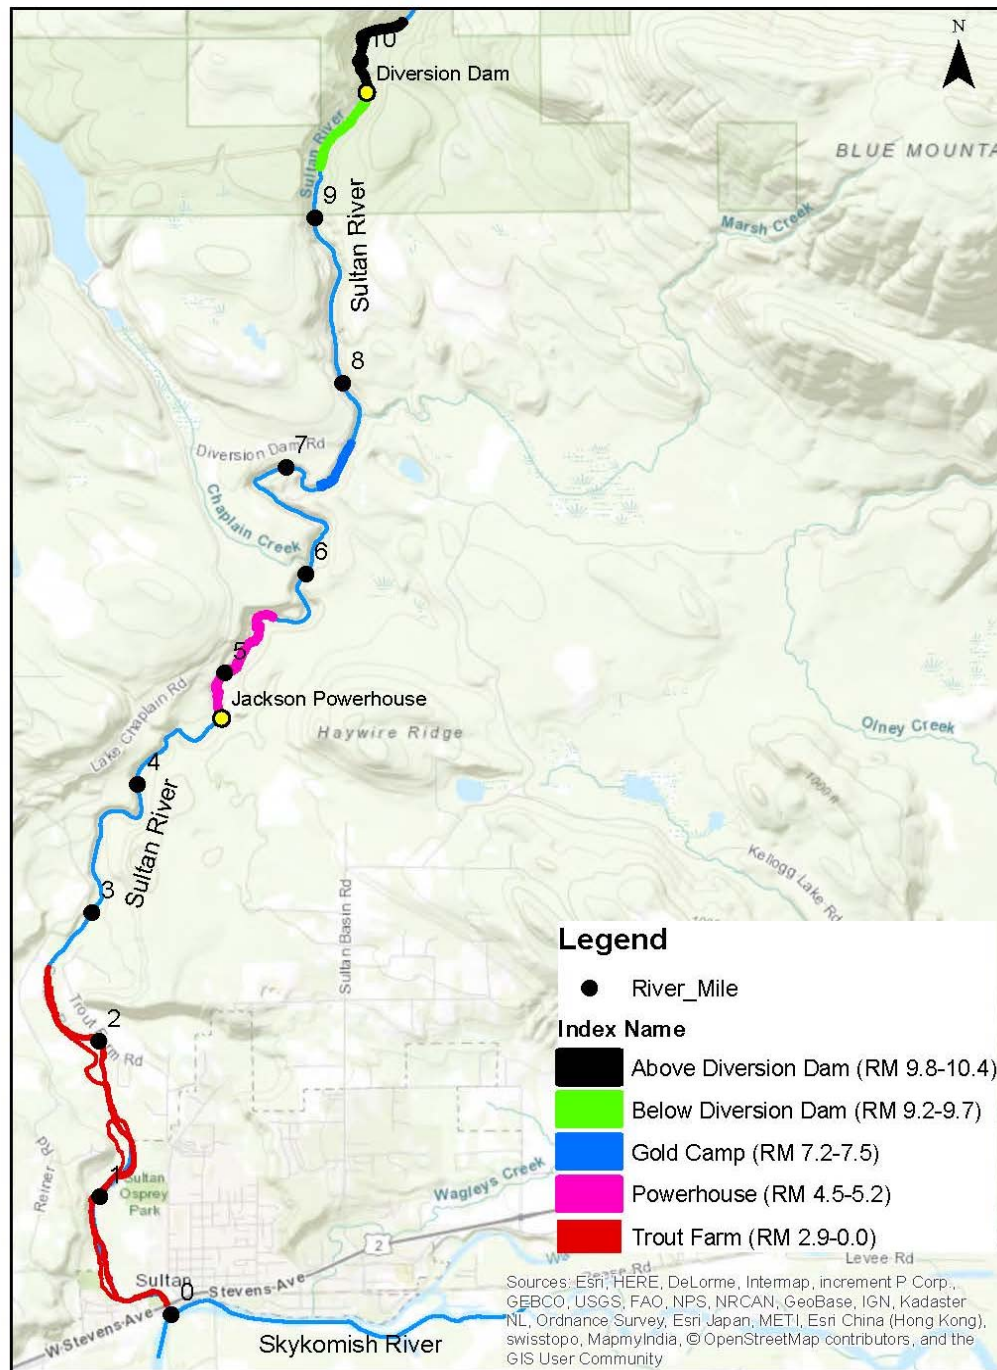 N
10
Diversion Dam
Sultan River
BLUE MOUNTA
9
Sultan River
Marsh Creek
8
Diversion Dam Rd
7
Chaplain Creek
6
5
Jackson Powerhouse
Lake Chaplain Rd
Haywire Ridge
Olney Creek
4
Sultan River
1000 ft
Kellogg Lake Rd
3
Sultan Basin Rd
Trout Farm Rd
2
Reiner Rd
1
Sultan
Osprey
Park
Wagleys Creek
2
Sultan
Stevens-Ave
W-Stevens-Ave
0
Skykomish River
Levee Rd
Legend
River_Mile
Index Name
Above Diversion Dam (RM 9.8-10.4)
Below Diversion Dam (RM 9.2-9.7)
Gold Camp (RM 7.2-7.5)
Powerhouse (RM 4.5-5.2)
Trout Farm (RM 2.9-0.0)
Sources: Esri, HERE, DeLorme, Intermap, increment P Corp.,
GEBCO, USGS, FAO, NPS, NRCAN, GeoBase, IGN, Kadaster
NL, Ordnance Survey, Esri Japan, METI, Esri China (Hong Kong),
swisstopo, MapmyIndia, © OpenStreetMap contributors, and the
GIS User Community